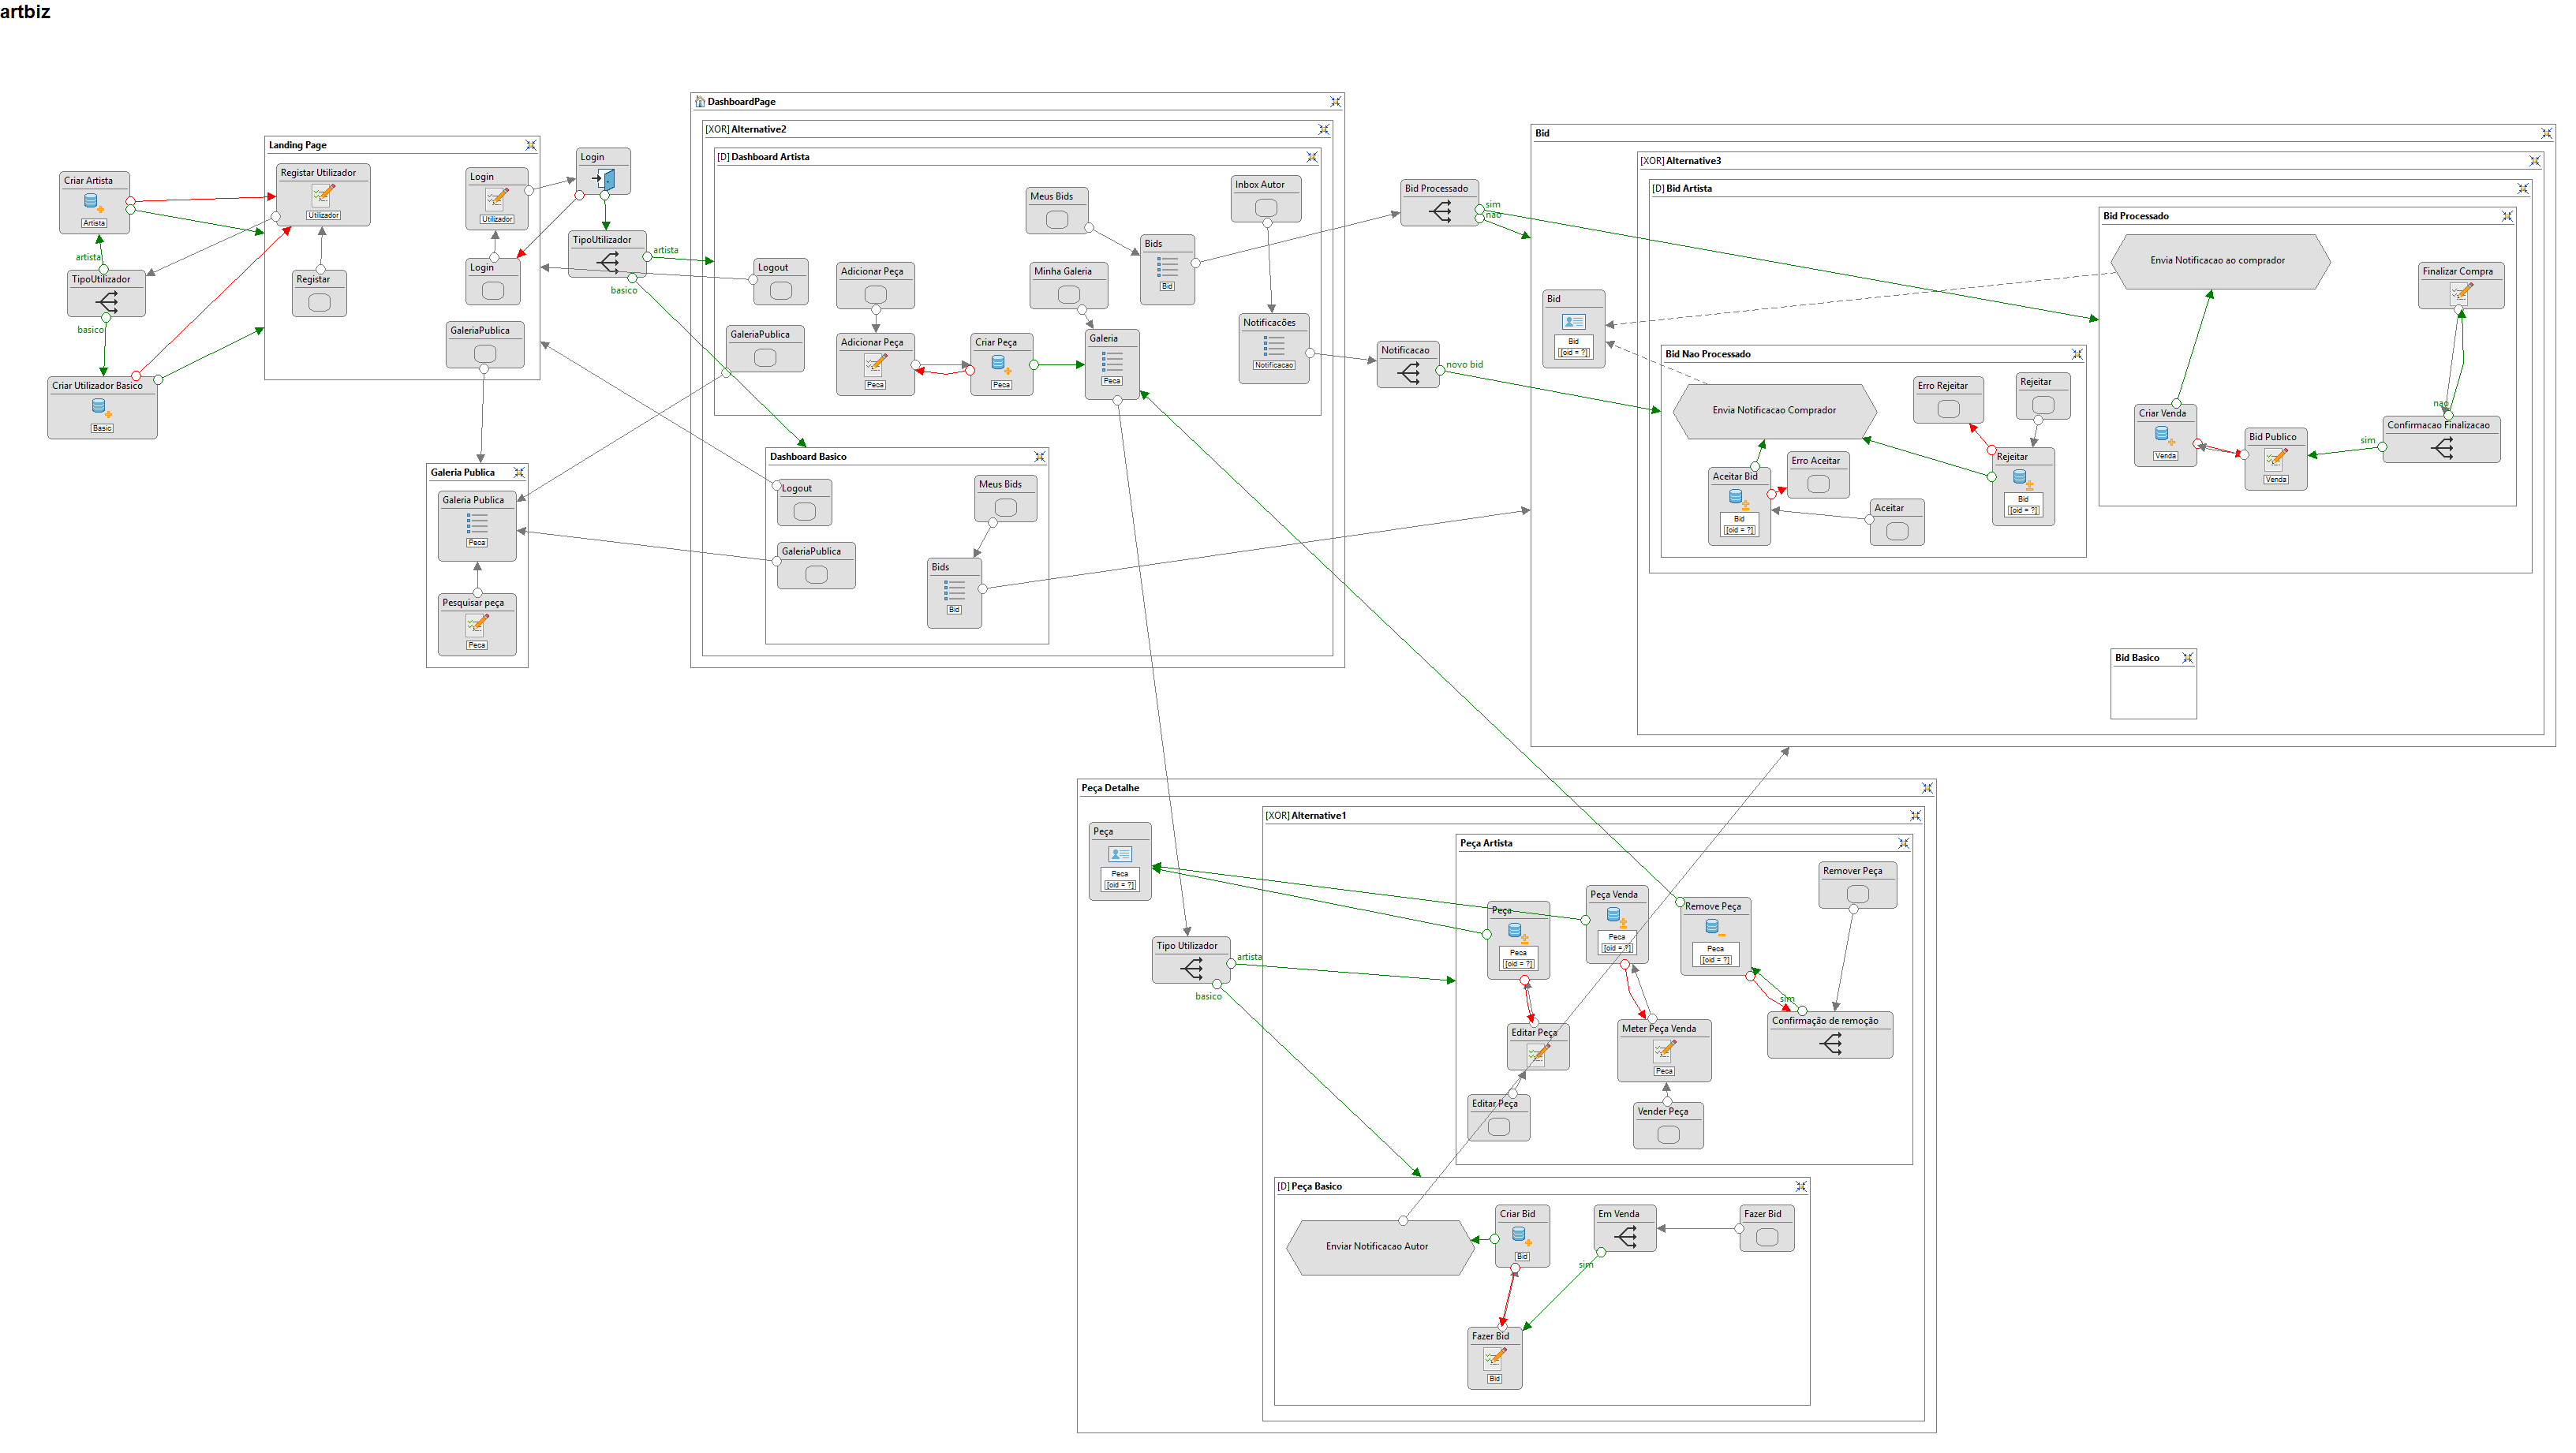 artbiz
Criar Artista
Artista
artista
TipoUtilizador
basico
Criar Utilizador Basico
Basic
Landing Page
Registar Utilizador
Utilizador
Registar
Login
Utilizador
Login
GaleriaPublica
Galeria Publica
Galeria Publica
Peca
Pesquisar peça
Peca
Login
TipoUtilizador
artista
basico
DashboardPage
[XOR] Alternative2
[D] Dashboard Artista
Logout
GaleriaPublica
Adicionar Peça
Adicionar Peça
Peca
Criar Peça
Peca
Meus Bids
Minha Galeria
Galeria
Peca
Bids
Bid
Inbox Autor
Notificacões
Notificacao
Dashboard Basico
Logout
GaleriaPublica
Meus Bids
Bids
Bid
Bid Processado
sim
nao
Notificacao
novo bid
Bid
Bid
Bid
[oid = ?]
[XOR] Alternative3
[D] Bid Artista
Bid Nao Processado
Envia Notificacao Comprador
Erro Rejeitar
Rejeitar
Rejeitar
Bid
[oid = ?]
Aceitar Bid
Bid
[oid = ?]
Erro Aceitar
Aceitar
Bid Processado
Envia Notificacao ao comprador
Finalizar Compra
Criar Venda
Venda
Bid Publico
Venda
sim
nao
Confirmacao Finalizacao
Bid Basico
Peça Detalhe
Peça
Peca
[oid = ?]
Tipo Utilizador
artista
basico
[XOR] Alternative1
Peça Artista
Peça
Peca
[oid = ?]
Peça Venda
Peca
[oid = ?]
Remove Peça
Peca
[oid = ?]
Remover Peça
sim
Confirmação de remoção
Editar Peça
Meter Peça Venda
Peca
Editar Peça
Vender Peça
[D] Peça Basico
Enviar Notificacao Autor
Criar Bid
Bid
Em Venda
sim
Fazer Bid
Fazer Bid
Bid